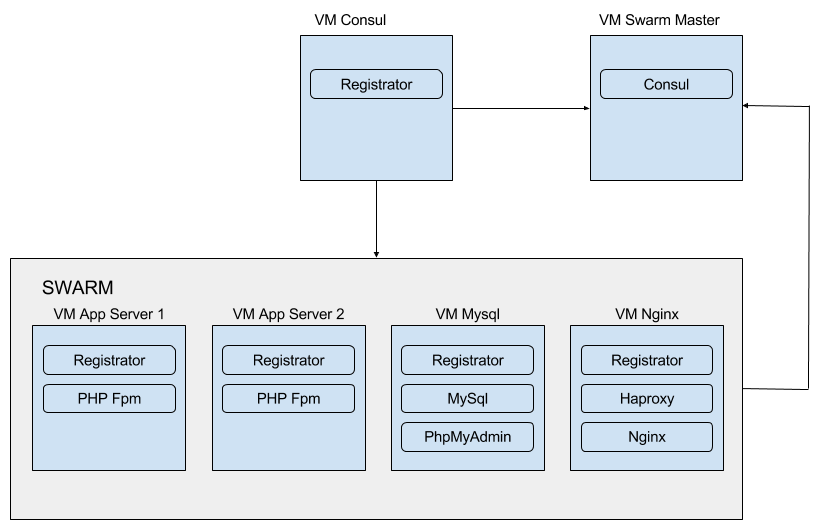 VM Consul
VM Swarm Master
Registrator
Consul
SWARM
VM App Server 1
VM App Server 2
VM Mysql
VM Nginx
Registrator
Registrator
Registrator
Registrator
PHP Fpm
PHP Fpm
MySql
Haproxy
PhpMyAdmin
Nginx